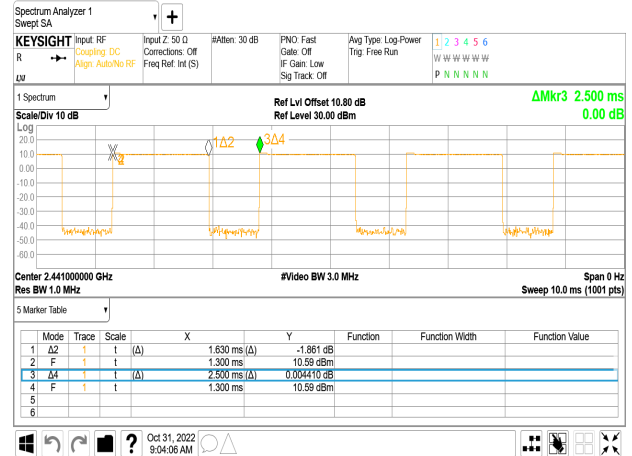 Spectrum Analyzer 1
Swept SA
KEYSIGHT Input: RF Input Z: 50 Ω #Atten: 30 dB PNO: Fast Avg Type: Log-Power 1 2 3 4 5 6
R Coupling: DC Corrections: Off Gate: Off Trig: Free Run
Align: Auto/No RF Freq Ref: Int (S) IF Gain: Low W W W W W W
LXI Sig Track: Off P N N N N N
1 Spectrum ΔMkr3 2.500 ms
Ref Lvl Offset 10.80 dB
Scale/Div 10 dB Ref Level 30.00 dBm 0.00 dB
Log
1Δ2 3Δ4
20.0
10.0
0.00
-10.0
-20.0
-30.0
-40.0
-50.0
-60.0
Center 2.441000000 GHz #Video BW 3.0 MHz Span 0 Hz
Res BW 1.0 MHz Sweep 10.0 ms (1001 pts)
5 Marker Table
Mode Trace Scale X Y Function Function Width Function Value
1 Δ2 1 t (Δ) 1.630 ms (Δ) -1.861 dB
2 F 1 t 1.300 ms 10.59 dBm
3 Δ4 1 t (Δ) 2.500 ms (Δ) 0.004410 dB
4 F 1 t 1.300 ms 10.59 dBm
5
6
? Oct 31, 2022
9:04:06 AM